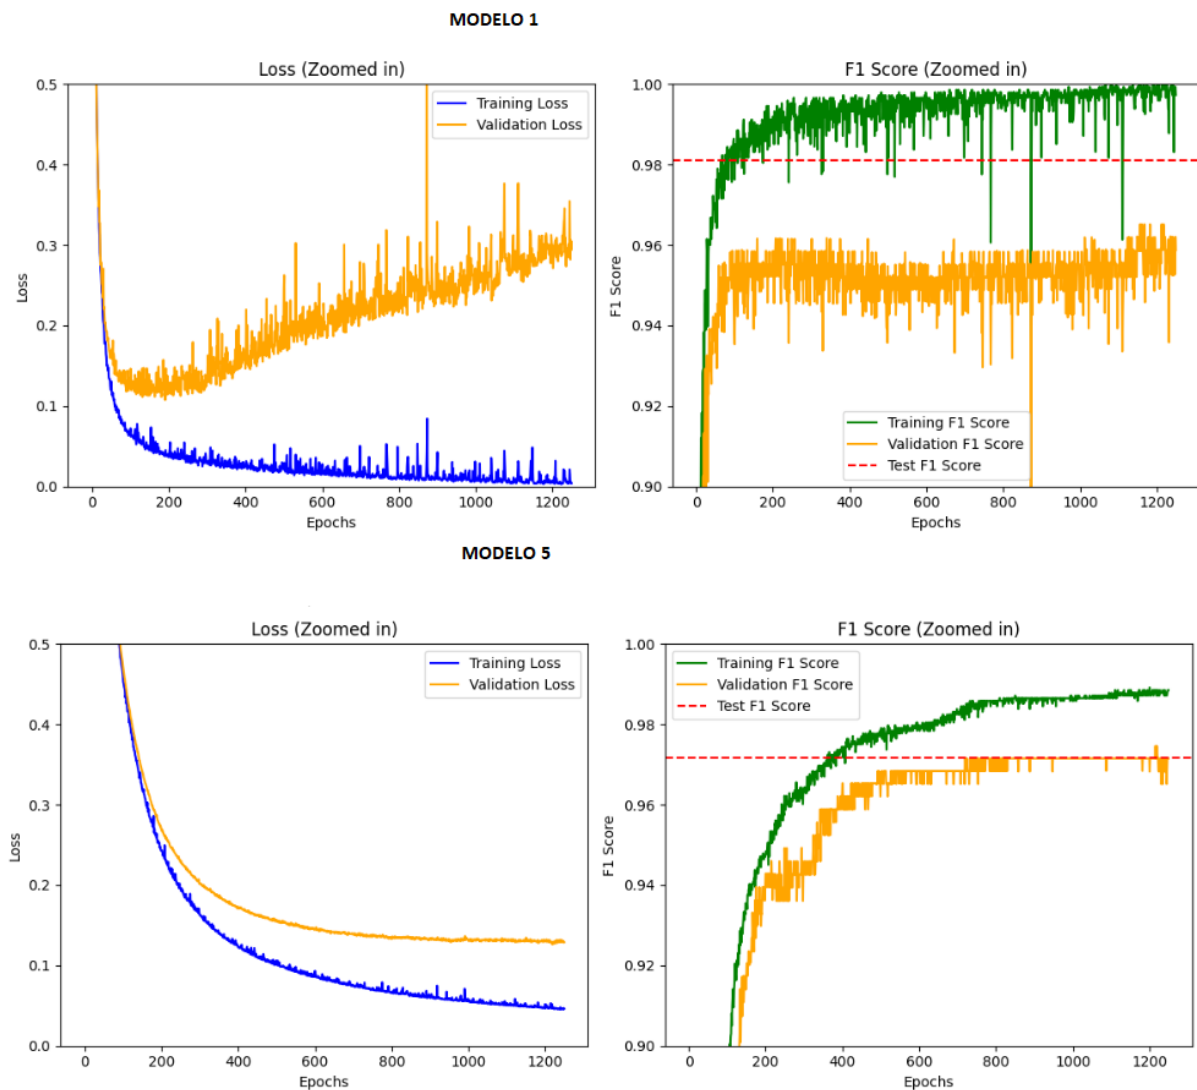 MODELO 1
Loss (Zoomed in)
F1 Score (Zoomed in)
0.5
0.4
0.3
0.2
0.1
0.0
Loss
Training Loss
Validation Loss
0 200 400 600 800 1000 1200
Epochs
1.00
0.98
0.96
0.94
0.92
0.90
F1 Score
Training F1 Score
Validation F1 Score
Test F1 Score
0 200 400 600 800 1000 1200
Epochs
MODELO 5
Loss (Zoomed in)
F1 Score (Zoomed in)
0.5
0.4
0.3
0.2
0.1
0.0
Loss
Training Loss
Validation Loss
0 200 400 600 800 1000 1200
Epochs
1.00
0.98
0.96
0.94
0.92
0.90
F1 Score
Training F1 Score
Validation F1 Score
Test F1 Score
0 200 400 600 800 1000 1200
Epochs